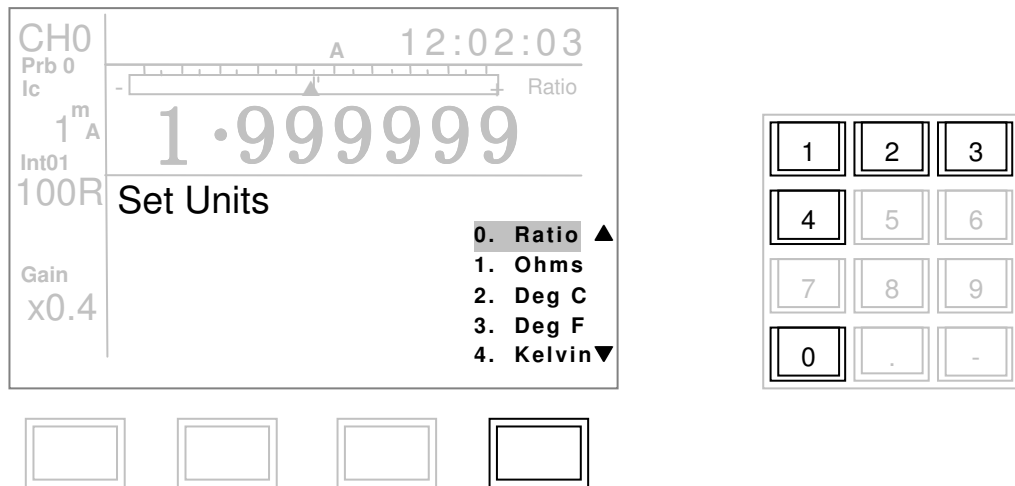 CH0
Prb 0
Ic
1 m A
Int01
100R
Gain
x0.4
A 12:02:03
- + Ratio
1·999999
Set Units
0. Ratio ▲
1. Ohms
2. Deg C
3. Deg F
4. Kelvin▼
1 2 3
4 5 6
7 8 9
0 . -